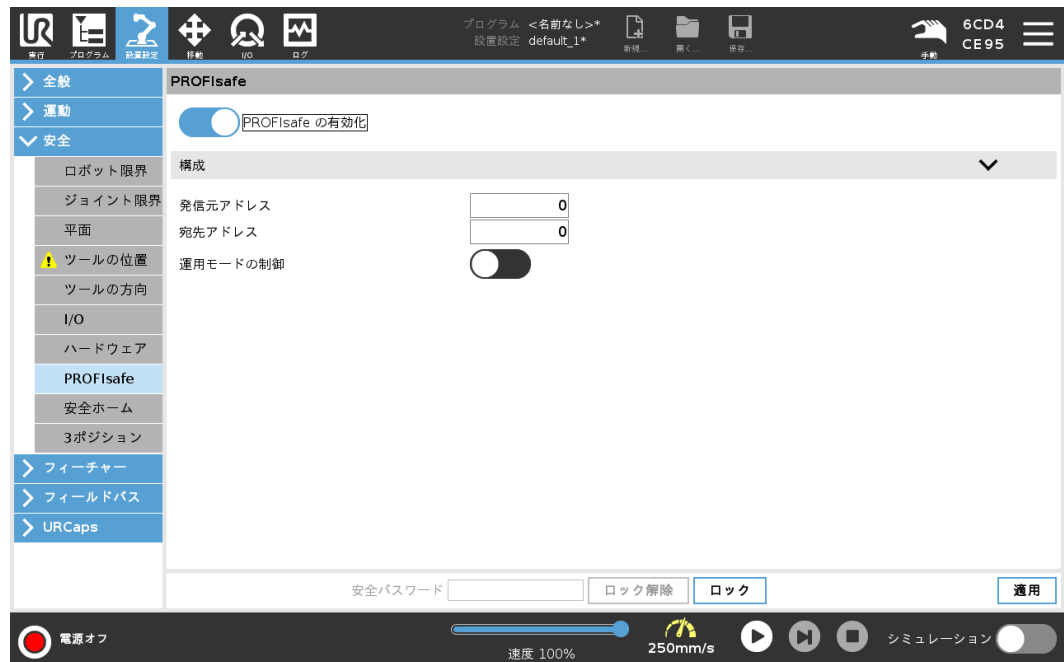 UR
実行
プログラム
設置設定
移動
I/O
ログ
プログラム <名前なし>*
設置設定 default_1*
新規...
開く...
保存...
手動
6CD4
CE95
全般
運動
安全
ロボット限界
ジョイント限界
平面
ツールの位置
ツールの方向
I/O
ハードウェア
PROFIsafe
安全ホーム
3ポジション
フィーチャー
フィールドバス
URCaps
PROFIsafe
PROFIsafe の有効化
構成
発信元アドレス 0
宛先アドレス 0
運用モードの制御
安全パスワード ロック解除 ロック 適用
電源オフ
速度 100%
250mm/s
シミュレーション